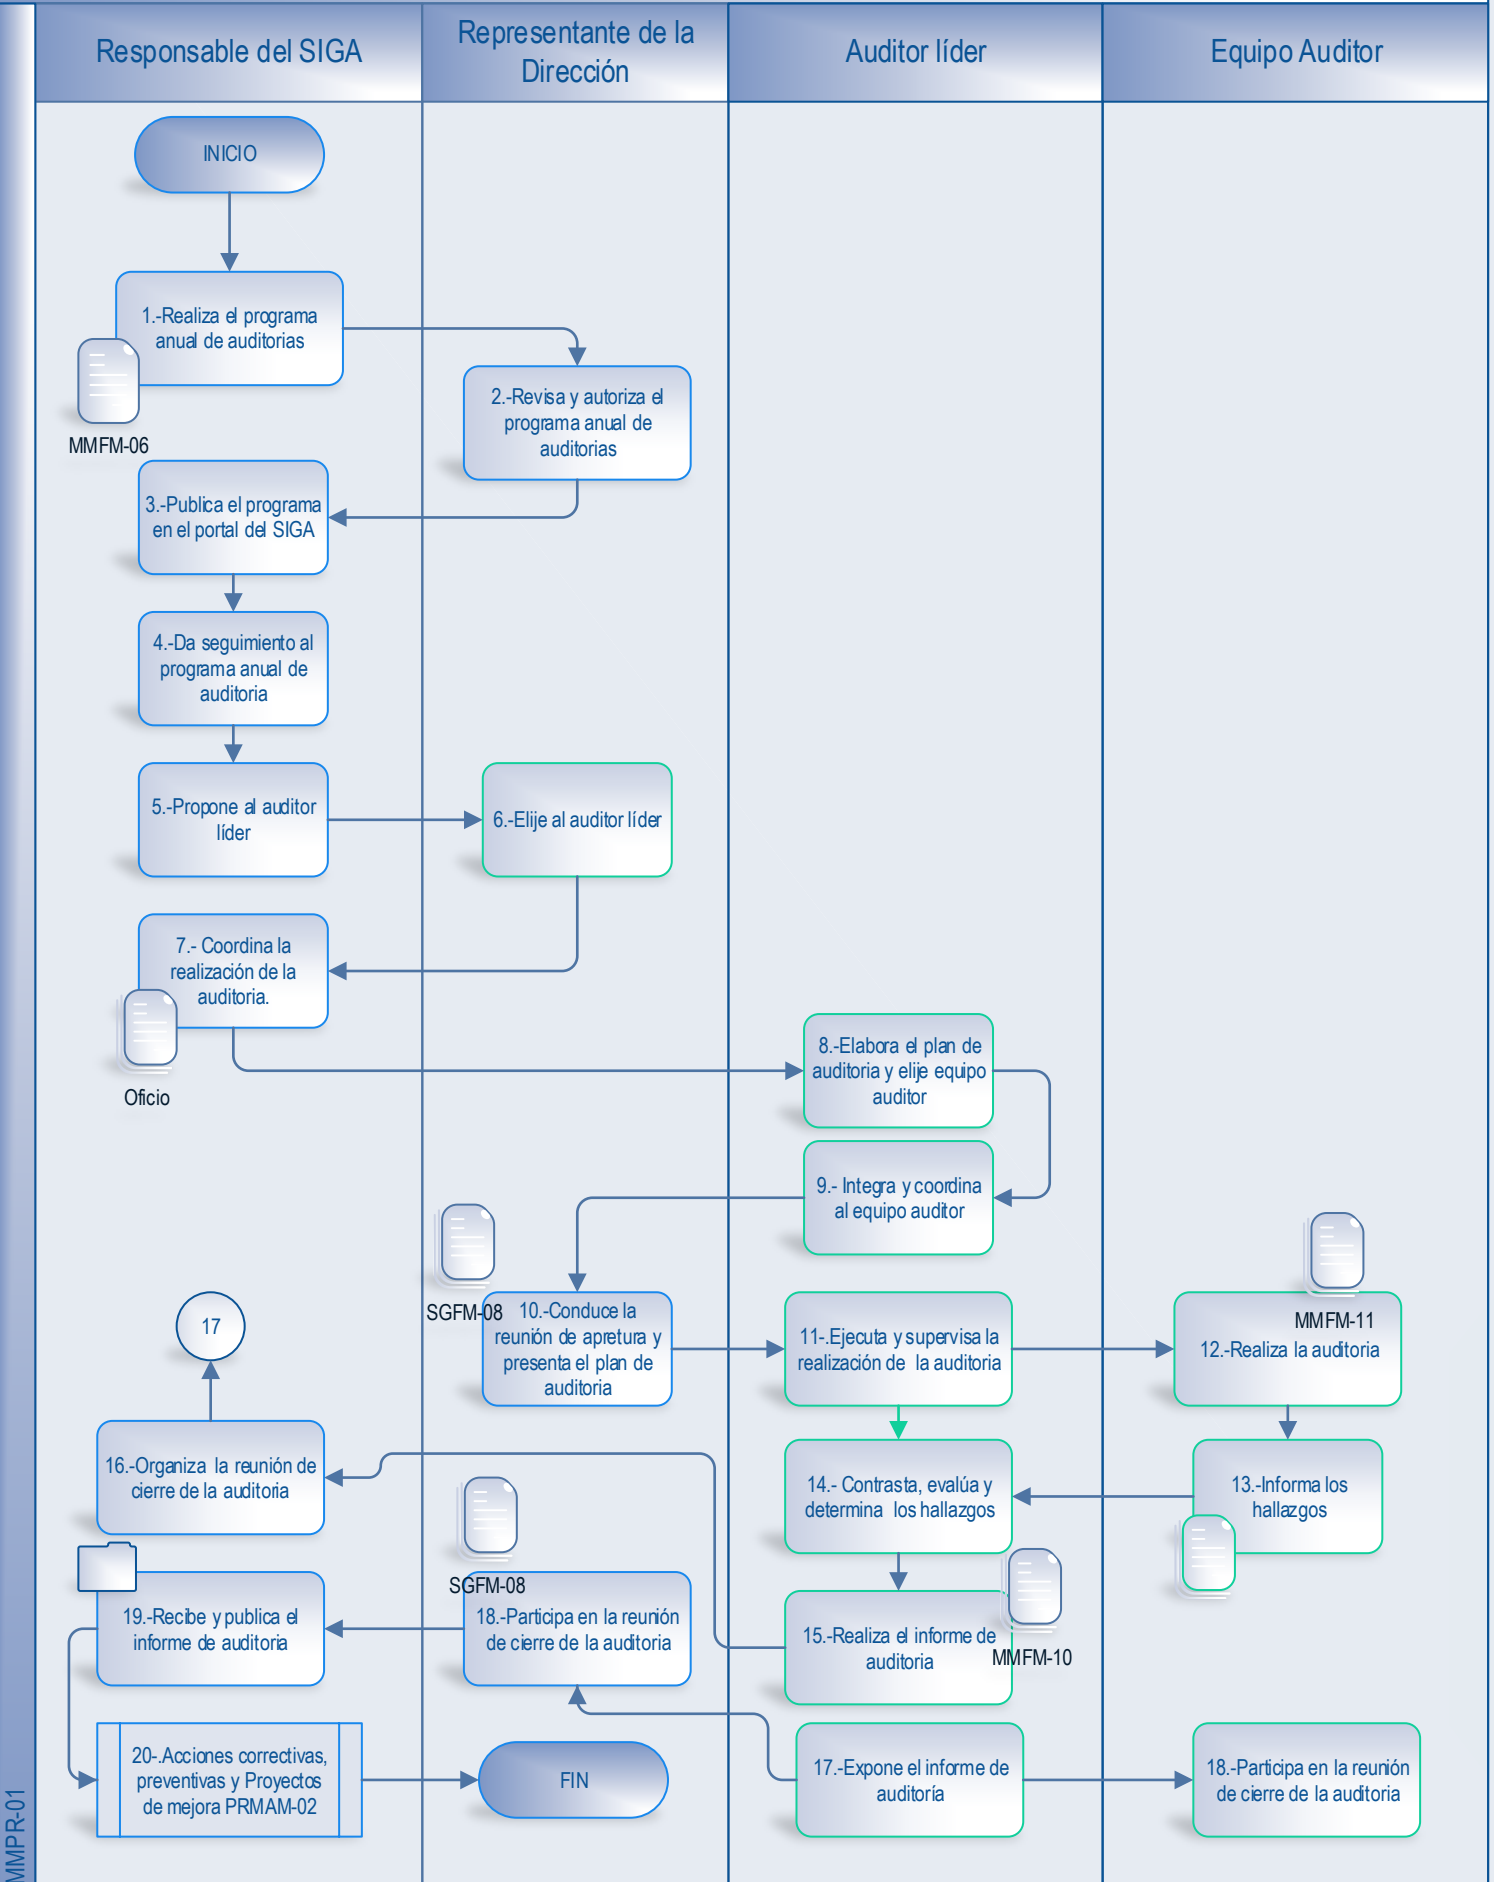 Responsable del SIGA
Representante de la
Dirección
Auditor líder
Equipo Auditor
INICIO
1.-Realiza el programa
anual de auditorias
MMFM-06
2.-Revisa y autoriza el
programa anual de
auditorias
3.-Publica el programa
en el portal del SIGA
4.-Da seguimiento al
programa anual de
auditoria
5.-Propone al auditor
líder
6.-Elije al auditor líder
7.- Coordina la
realización de la
auditoria.
Oficio
8.-Elabora el plan de
auditoria y elije equipo
auditor
9.- Integra y coordina
al equipo auditor
SGFM-08
10.-Conduce la
reunión de apretura y
presenta el plan de
auditoria
11-.Ejecuta y supervisa la
realización de la auditoria
MMFM-11
12.-Realiza la auditoria
13.-Informa los
hallazgos
14.- Contrasta, evalúa y
determina los hallazgos
MMFM-10
15.-Realiza el informe de
auditoria
16.-Organiza la reunión de
cierre de la auditoria
17
17.-Expone el informe de
auditoría
SGFM-08
18.-Participa en la reunión
de cierre de la auditoria
18.-Participa en la reunión
de cierre de la auditoria
19.-Recibe y publica el
informe de auditoria
20-.Acciones correctivas,
preventivas y Proyectos
de mejora PRMAM-02
FIN
MMPR-01